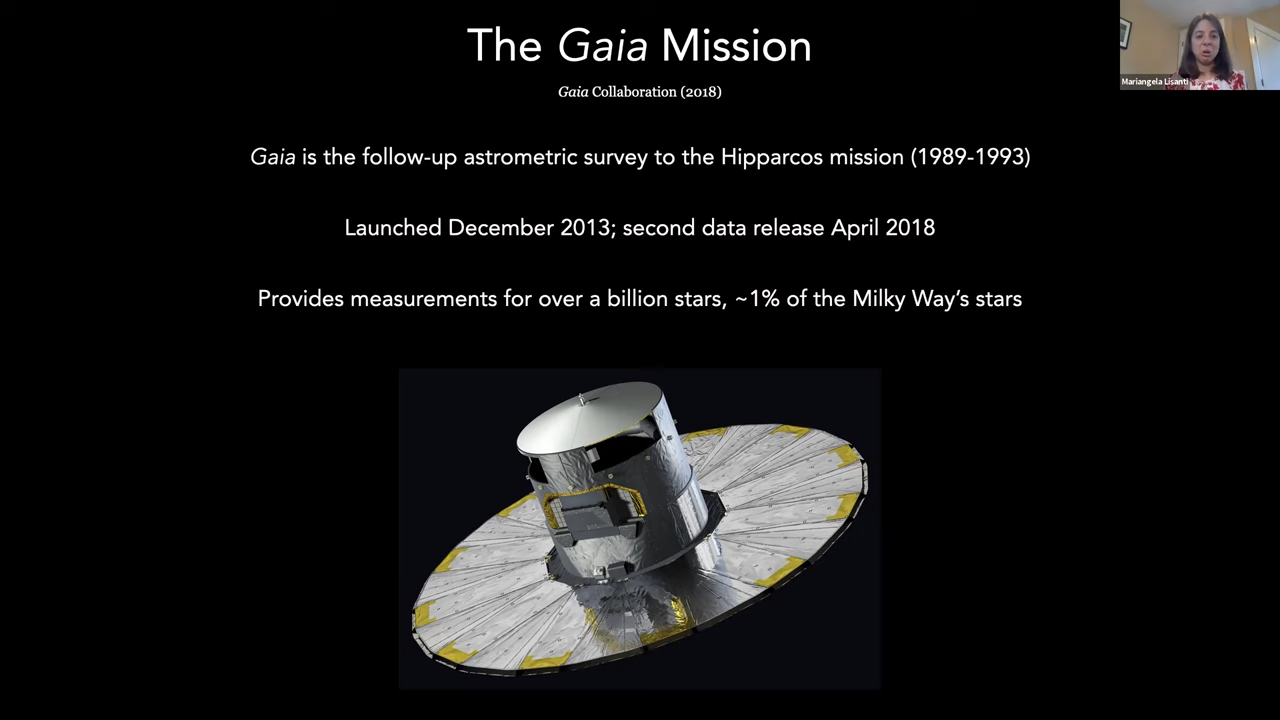 The Gaia Mission
Gaia Collaboration (2018)
Gaia is the follow-up astrometric survey to the Hipparcos mission (1989-1993)
Launched December 2013; second data release April 2018
Provides measurements for over a billion stars, ~1% of the Milky Way’s stars
Mariangela Lisanti